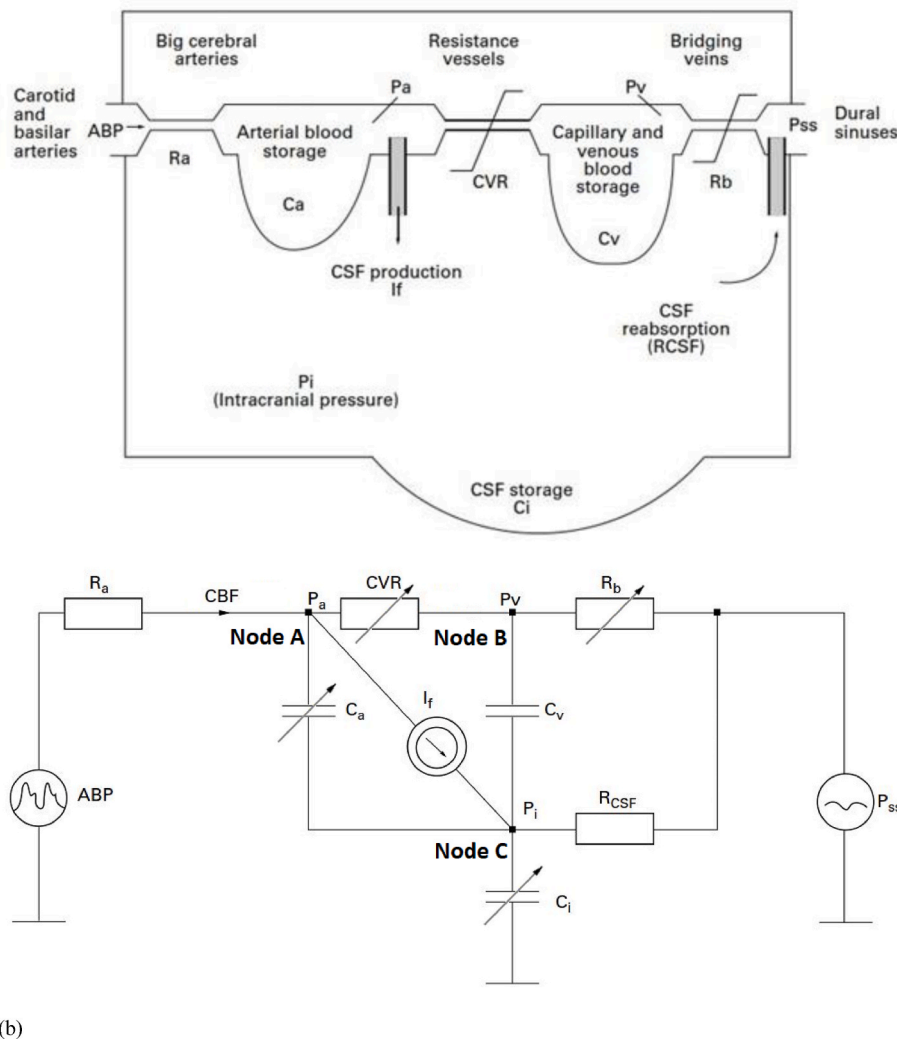 Big cerebral
arteries
Resistance
vessels
Bridging
veins
Carotid
and
basilar
arteries
ABP
Ra
Arterial blood
storage
Pa
CVR
Capillary and
venous
blood
storage
Pv
Rb
Pss
Dural
sinuses
Ca
Cv
CSF production
If
CSF
reabsorption
(RCSF)
Pi
(Intracranial pressure)
CSF storage
Ci
Ra
CBF
Pa
CVR
Pv
Rb
Node A
Node B
Ca
If
Cv
ABP
Pi
RCSF
Pss
Node C
Ci
(b)